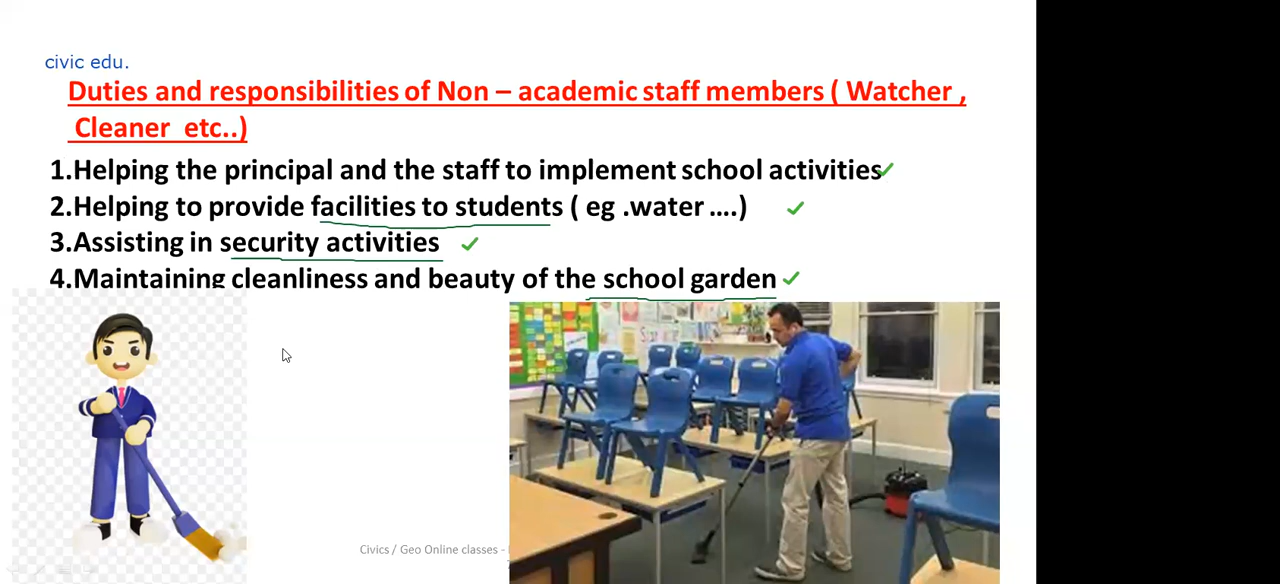 civic edu.
Duties and responsibilities of Non – academic staff members ( Watcher ,
Cleaner etc..)
1.Helping the principal and the staff to implement school activities
2.Helping to provide facilities to students ( eg .water ....)
3.Assisting in security activities
4.Maintaining cleanliness and beauty of the school garden
Civics / Geo Online classes -